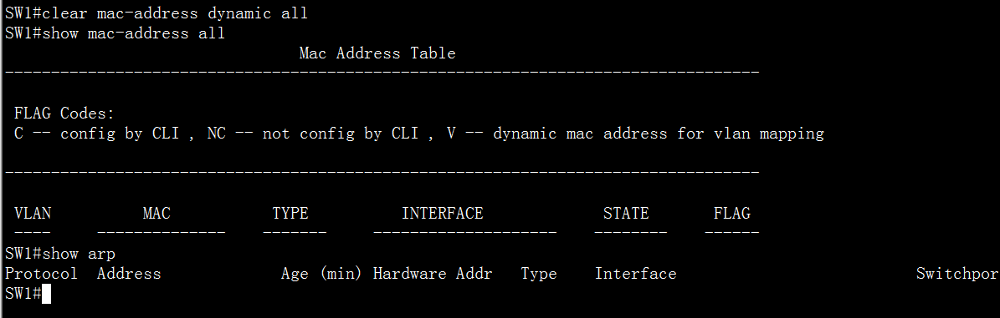 SW1#clear mac-address dynamic all
SW1#show mac-address all
Mac Address Table
----------------------------------------------------------------------------------
FLAG Codes:
C -- config by CLI , NC -- not config by CLI , V -- dynamic mac address for vlan mapping
----------------------------------------------------------------------------------
VLAN MAC TYPE INTERFACE STATE FLAG
---- -------------- ------- -------------------- -------- ------
SW1#show arp
Protocol Address Age (min) Hardware Addr Type Interface Switchpor
SW1#